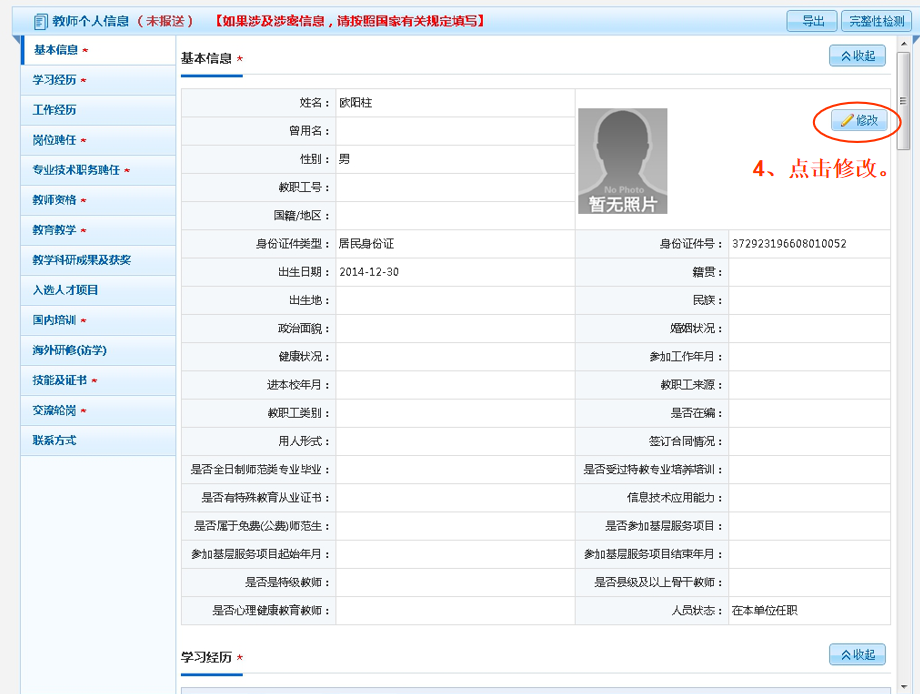 教师个人信息（未报送） 【如果涉及涉密信息，请按照国家有关规定填写】 导出 完整性检测
基本信息 *
学习经历 *
工作经历
岗位聘任 *
专业技术职务聘任 *
教师资格 *
教育教学 *
教学科研成果及获奖
入选人才项目
国内培训 *
海外研修(访学)
技能及证书 *
交流轮岗 *
联系方式
基本信息 * 收起
姓名： 欧阳柱
曾用名：
性别： 男
教职工号：
国籍/地区：
No Photo
暂无照片
修改
4、点击修改。
身份证件类型： 居民身份证 身份证件号： 372923196608010052
出生日期： 2014-12-30 籍贯：
出生地： 民族：
政治面貌： 婚姻状况：
健康状况： 参加工作年月：
进本校年月： 教职工来源：
教职工类别： 是否在编：
用人形式： 签订合同情况：
是否全日制师范类专业毕业： 是否受过特教专业培养培训：
是否有特殊教育从业证书： 信息技术应用能力：
是否属于免费(公费)师范生： 是否参加基层服务项目：
参加基层服务项目起始年月： 参加基层服务项目结束年月：
是否是特级教师： 是否县级及以上骨干教师：
是否心理健康教育教师： 人员状态： 在本单位任职
学习经历 * 收起